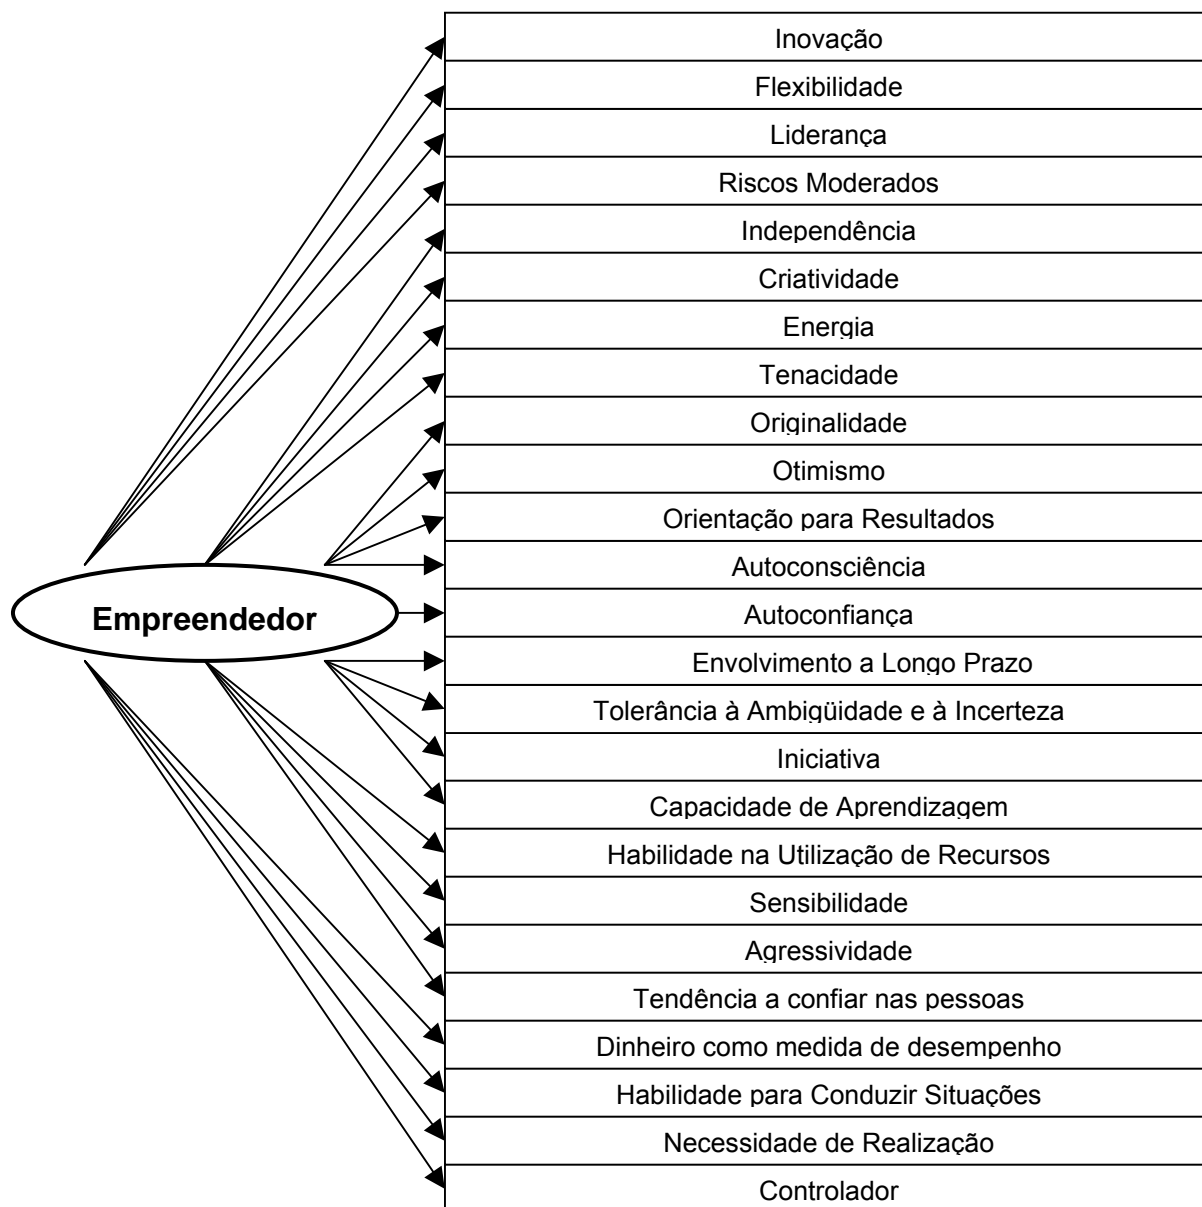 Inovação
Flexibilidade
Liderança
Riscos Moderados
Independência
Criatividade
Energia
Tenacidade
Originalidade
Otimismo
Orientação para Resultados
Autoconsciência
Empreendedor
Autoconfiança
Envolvimento a Longo Prazo
Tolerância à Ambigüidade e à Incerteza
Iniciativa
Capacidade de Aprendizagem
Habilidade na Utilização de Recursos
Sensibilidade
Agressividade
Tendência a confiar nas pessoas
Dinheiro como medida de desempenho
Habilidade para Conduzir Situações
Necessidade de Realização
Controlador